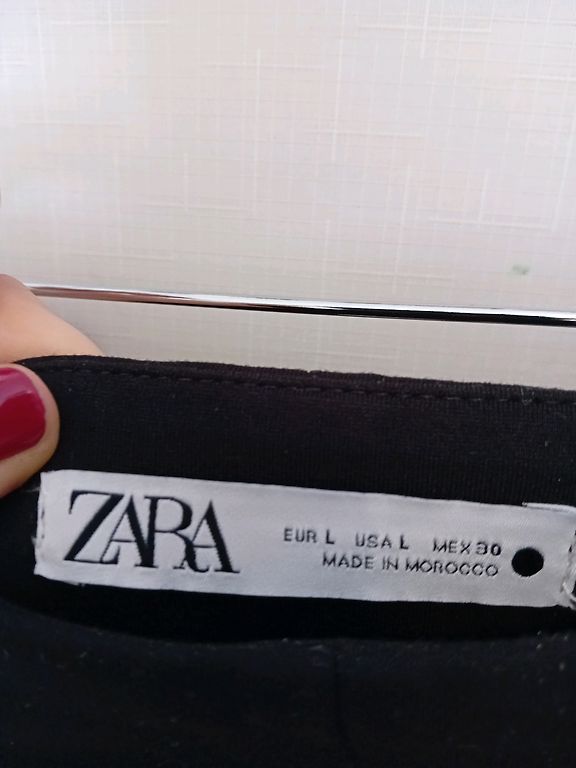 ZARA
EUR L USA L MEX 30
MADE IN MOROCCO